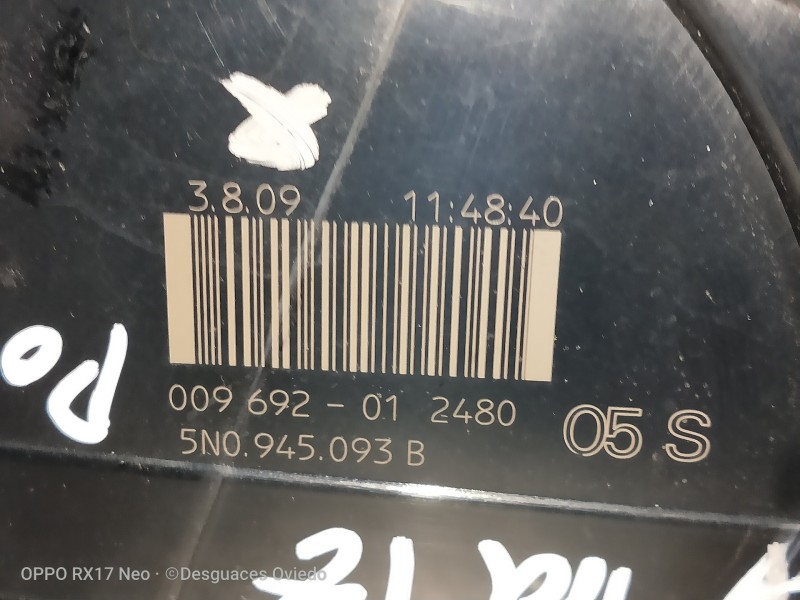 3.8.09 11:48:40
009 692 - 01 2480
05 S
5N0.945.093 B
OPPO RX17 Neo · ©Desguaces Oviedo